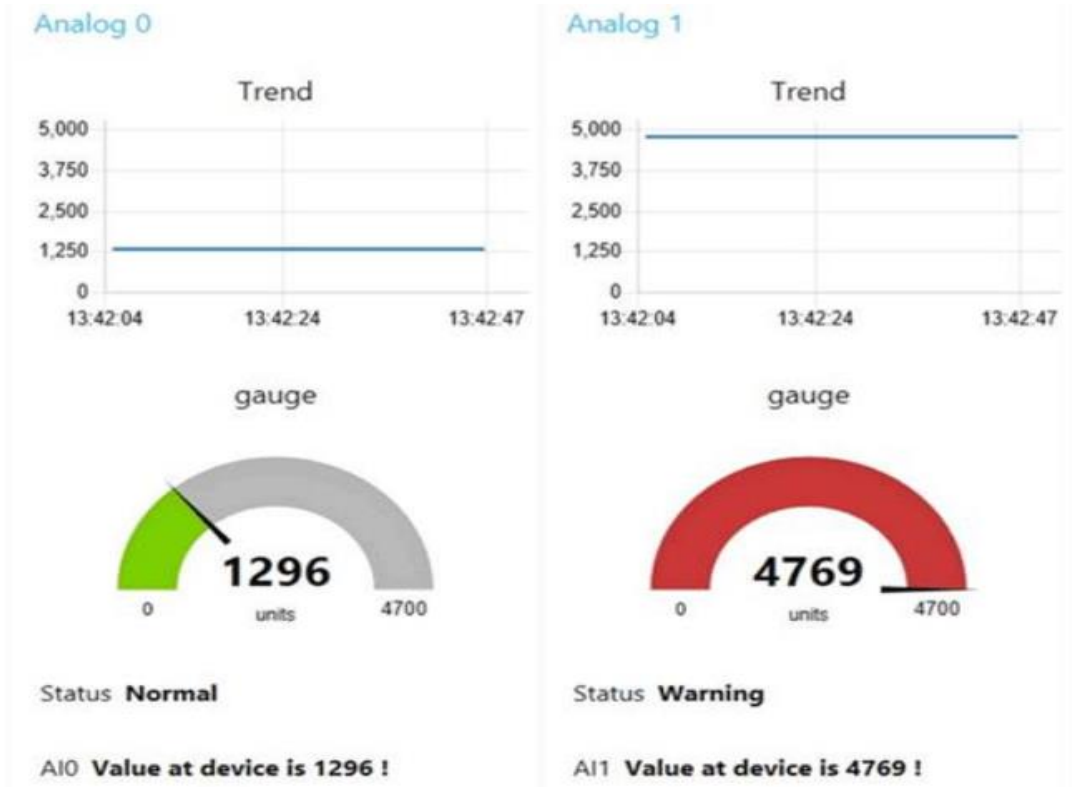 Analog 0
Trend
5,000
3,750
2,500
1,250
0
13:42:04 13:42:24 13:42:47
gauge
1296
0 units 4700
Status Normal
AI0 Value at device is 1296 !
Analog 1
Trend
5,000
3,750
2,500
1,250
0
13:42:04 13:42:24 13:42:47
gauge
4769
0 units 4700
Status Warning
AI1 Value at device is 4769 !